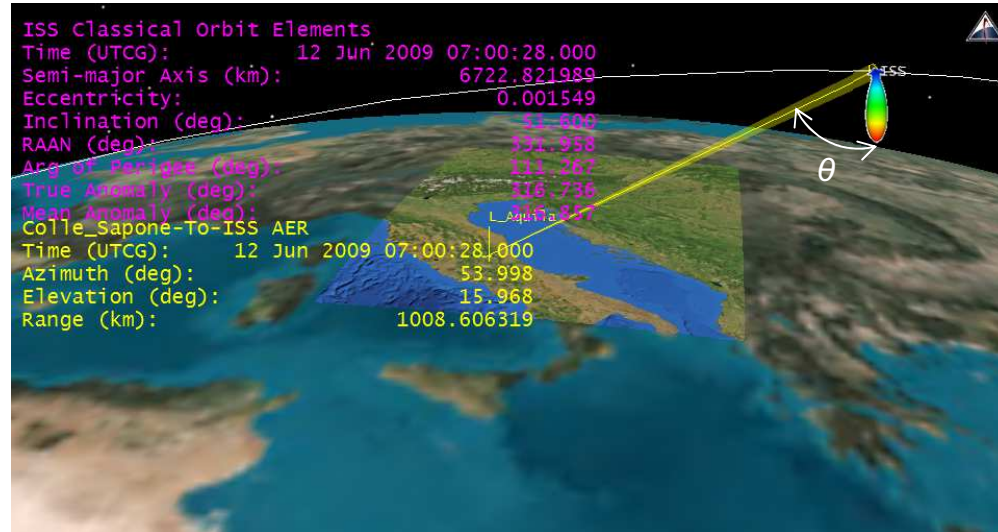 ISS Classical Orbit Elements
Time (UTCG): 12 Jun 2009 07:00:28.000
Semi-major Axis (km): 6722.821989
Eccentricity: 0.001549
Inclination (deg): 51.600
RAAN (deg): 331.958
Arg of Perigee (deg): 111.267
True Anomaly (deg): 316.736
Mean Anomaly (deg):
Colle_Sapone-To-ISS AER
Time (UTCG): 12 Jun 2009 07:00:28.000
Azimuth (deg): 53.998
Elevation (deg): 15.968
Range (km): 1008.606319
L_Aquila
ISS
θ